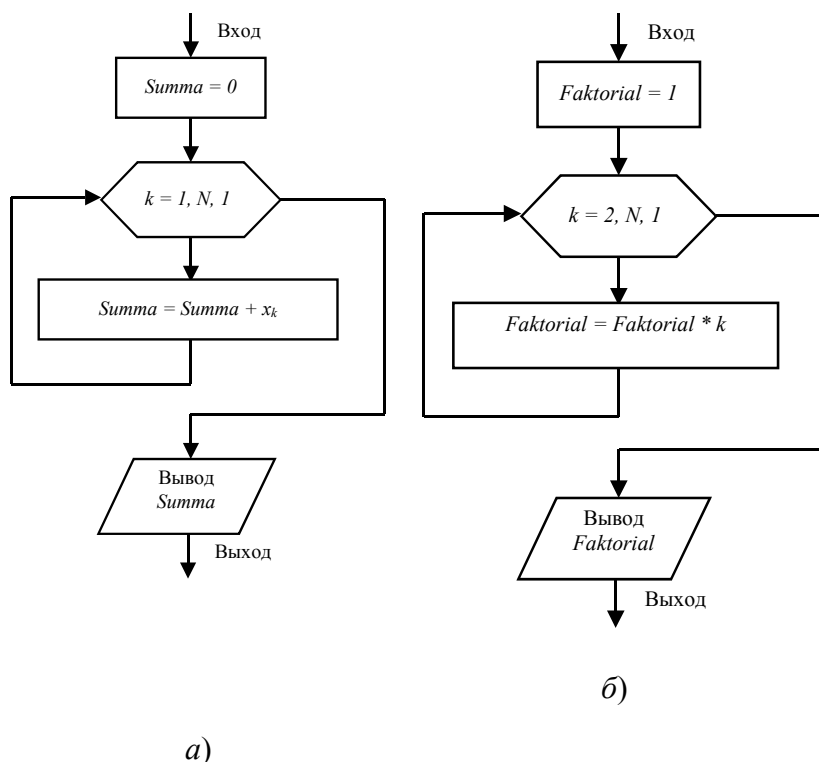 Вход
Summa = 0
k = 1, N, 1
Summa = Summa + xₖ
Вывод
Summa
Выход
а)
Вход
Faktorial = 1
k = 2, N, 1
Faktorial = Faktorial * k
Вывод
Faktorial
Выход
б)